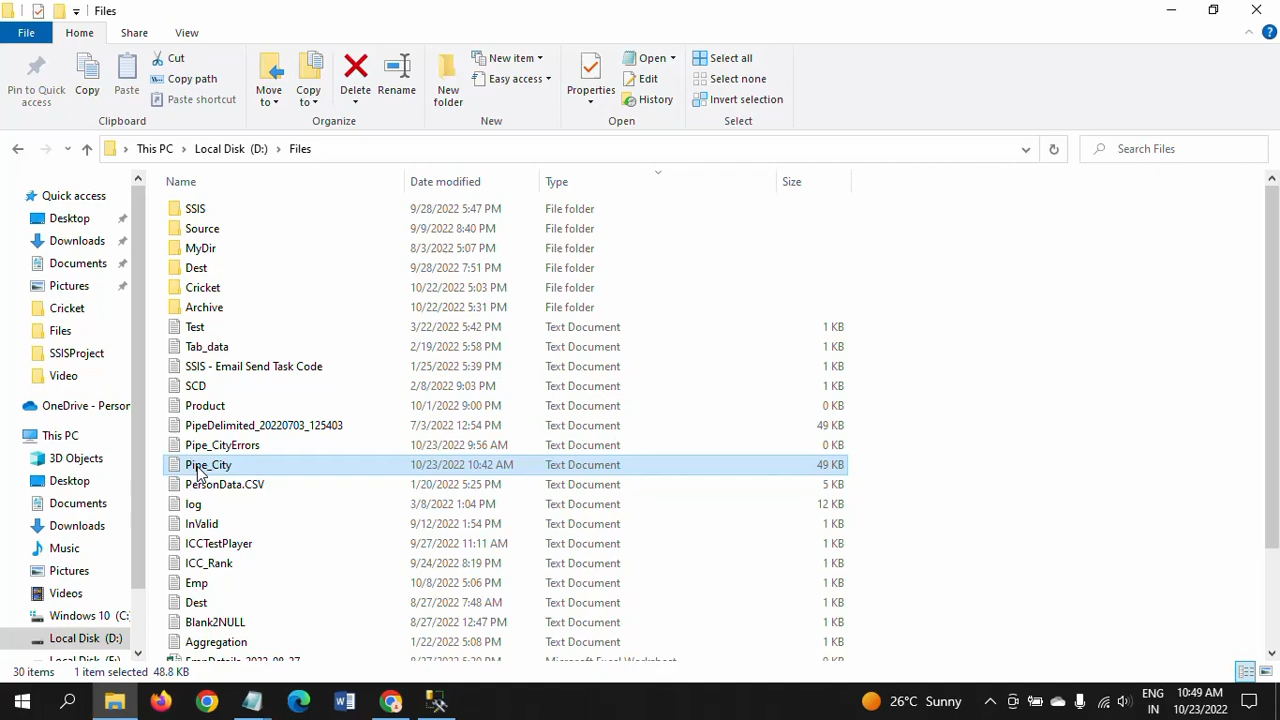 Files
File Home Share View
Pin to Quick access
Copy
Paste
Cut
Copy path
Paste shortcut
Clipboard
Move to
Copy to
Delete
Rename
Organize
New folder
New item
Easy access
New
Properties
Open
Edit
History
Open
Select all
Select none
Invert selection
Select
This PC Local Disk (D:) Files
Search Files
Quick access
Desktop
Downloads
Documents
Pictures
Cricket
Files
SSISProject
Video
OneDrive - Person
This PC
3D Objects
Desktop
Documents
Downloads
Music
Pictures
Videos
Windows 10 (C:
Local Disk (D:)
Name Date modified Type Size
SSIS 9/28/2022 5:47 PM File folder
Source 9/9/2022 8:40 PM File folder
MyDir 8/3/2022 5:07 PM File folder
Dest 9/28/2022 7:51 PM File folder
Cricket 10/22/2022 5:03 PM File folder
Archive 10/22/2022 5:31 PM File folder
Test 3/22/2022 5:42 PM Text Document 1 KB
Tab_data 2/19/2022 5:58 PM Text Document 1 KB
SSIS - Email Send Task Code 1/25/2022 5:39 PM Text Document 1 KB
SCD 2/8/2022 9:03 PM Text Document 1 KB
Product 10/1/2022 9:00 PM Text Document 0 KB
PipeDelimited_20220703_125403 7/3/2022 12:54 PM Text Document 49 KB
Pipe_CityErrors 10/23/2022 9:56 AM Text Document 0 KB
Pipe_City 10/23/2022 10:42 AM Text Document 49 KB
PersonData.CSV 1/20/2022 5:25 PM Text Document 5 KB
log 3/8/2022 1:04 PM Text Document 12 KB
InValid 9/12/2022 1:54 PM Text Document 1 KB
ICCTestPlayer 9/27/2022 11:11 AM Text Document 1 KB
ICC_Rank 9/24/2022 8:19 PM Text Document 1 KB
Emp 10/8/2022 5:06 PM Text Document 1 KB
Dest 8/27/2022 7:48 AM Text Document 1 KB
Blank2NULL 8/27/2022 12:47 PM Text Document 1 KB
Aggregation 1/22/2022 5:08 PM Text Document 1 KB
30 items 1 item selected 48.8 KB
26°C Sunny
ENG
IN
10:49 AM
10/23/2022